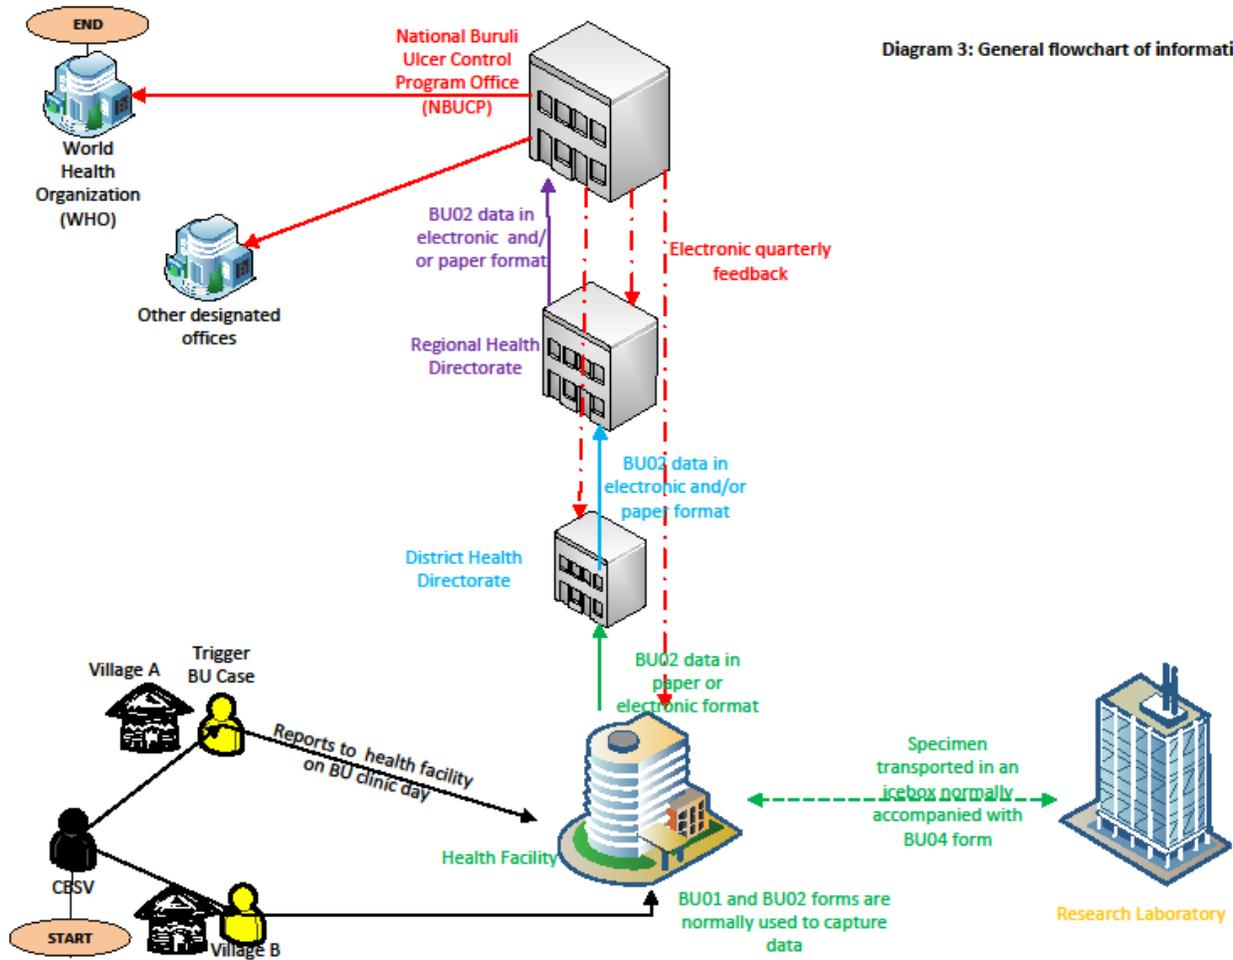 END
National Buruli
Ulcer Control
Program Office
(NBUCP)
Diagram 3: General flowchart of informati
World
Health
Organization
(WHO)
BU02 data in
electronic and/
or paper format
Electronic quarterly
feedback
Other designated
offices
Regional Health
Directorate
BU02 data in
electronic and/or
paper format
District Health
Directorate
Trigger
BU Case
Village A
BU02 data in
paper or
electronic format
Reports to health facility
on BU clinic day
Specimen
transported in an
icebox normally
accompanied with
BU04 form
Health Facility
CBSV
BU01 and BU02 forms are
normally used to capture
data
Research Laboratory
START
Village B